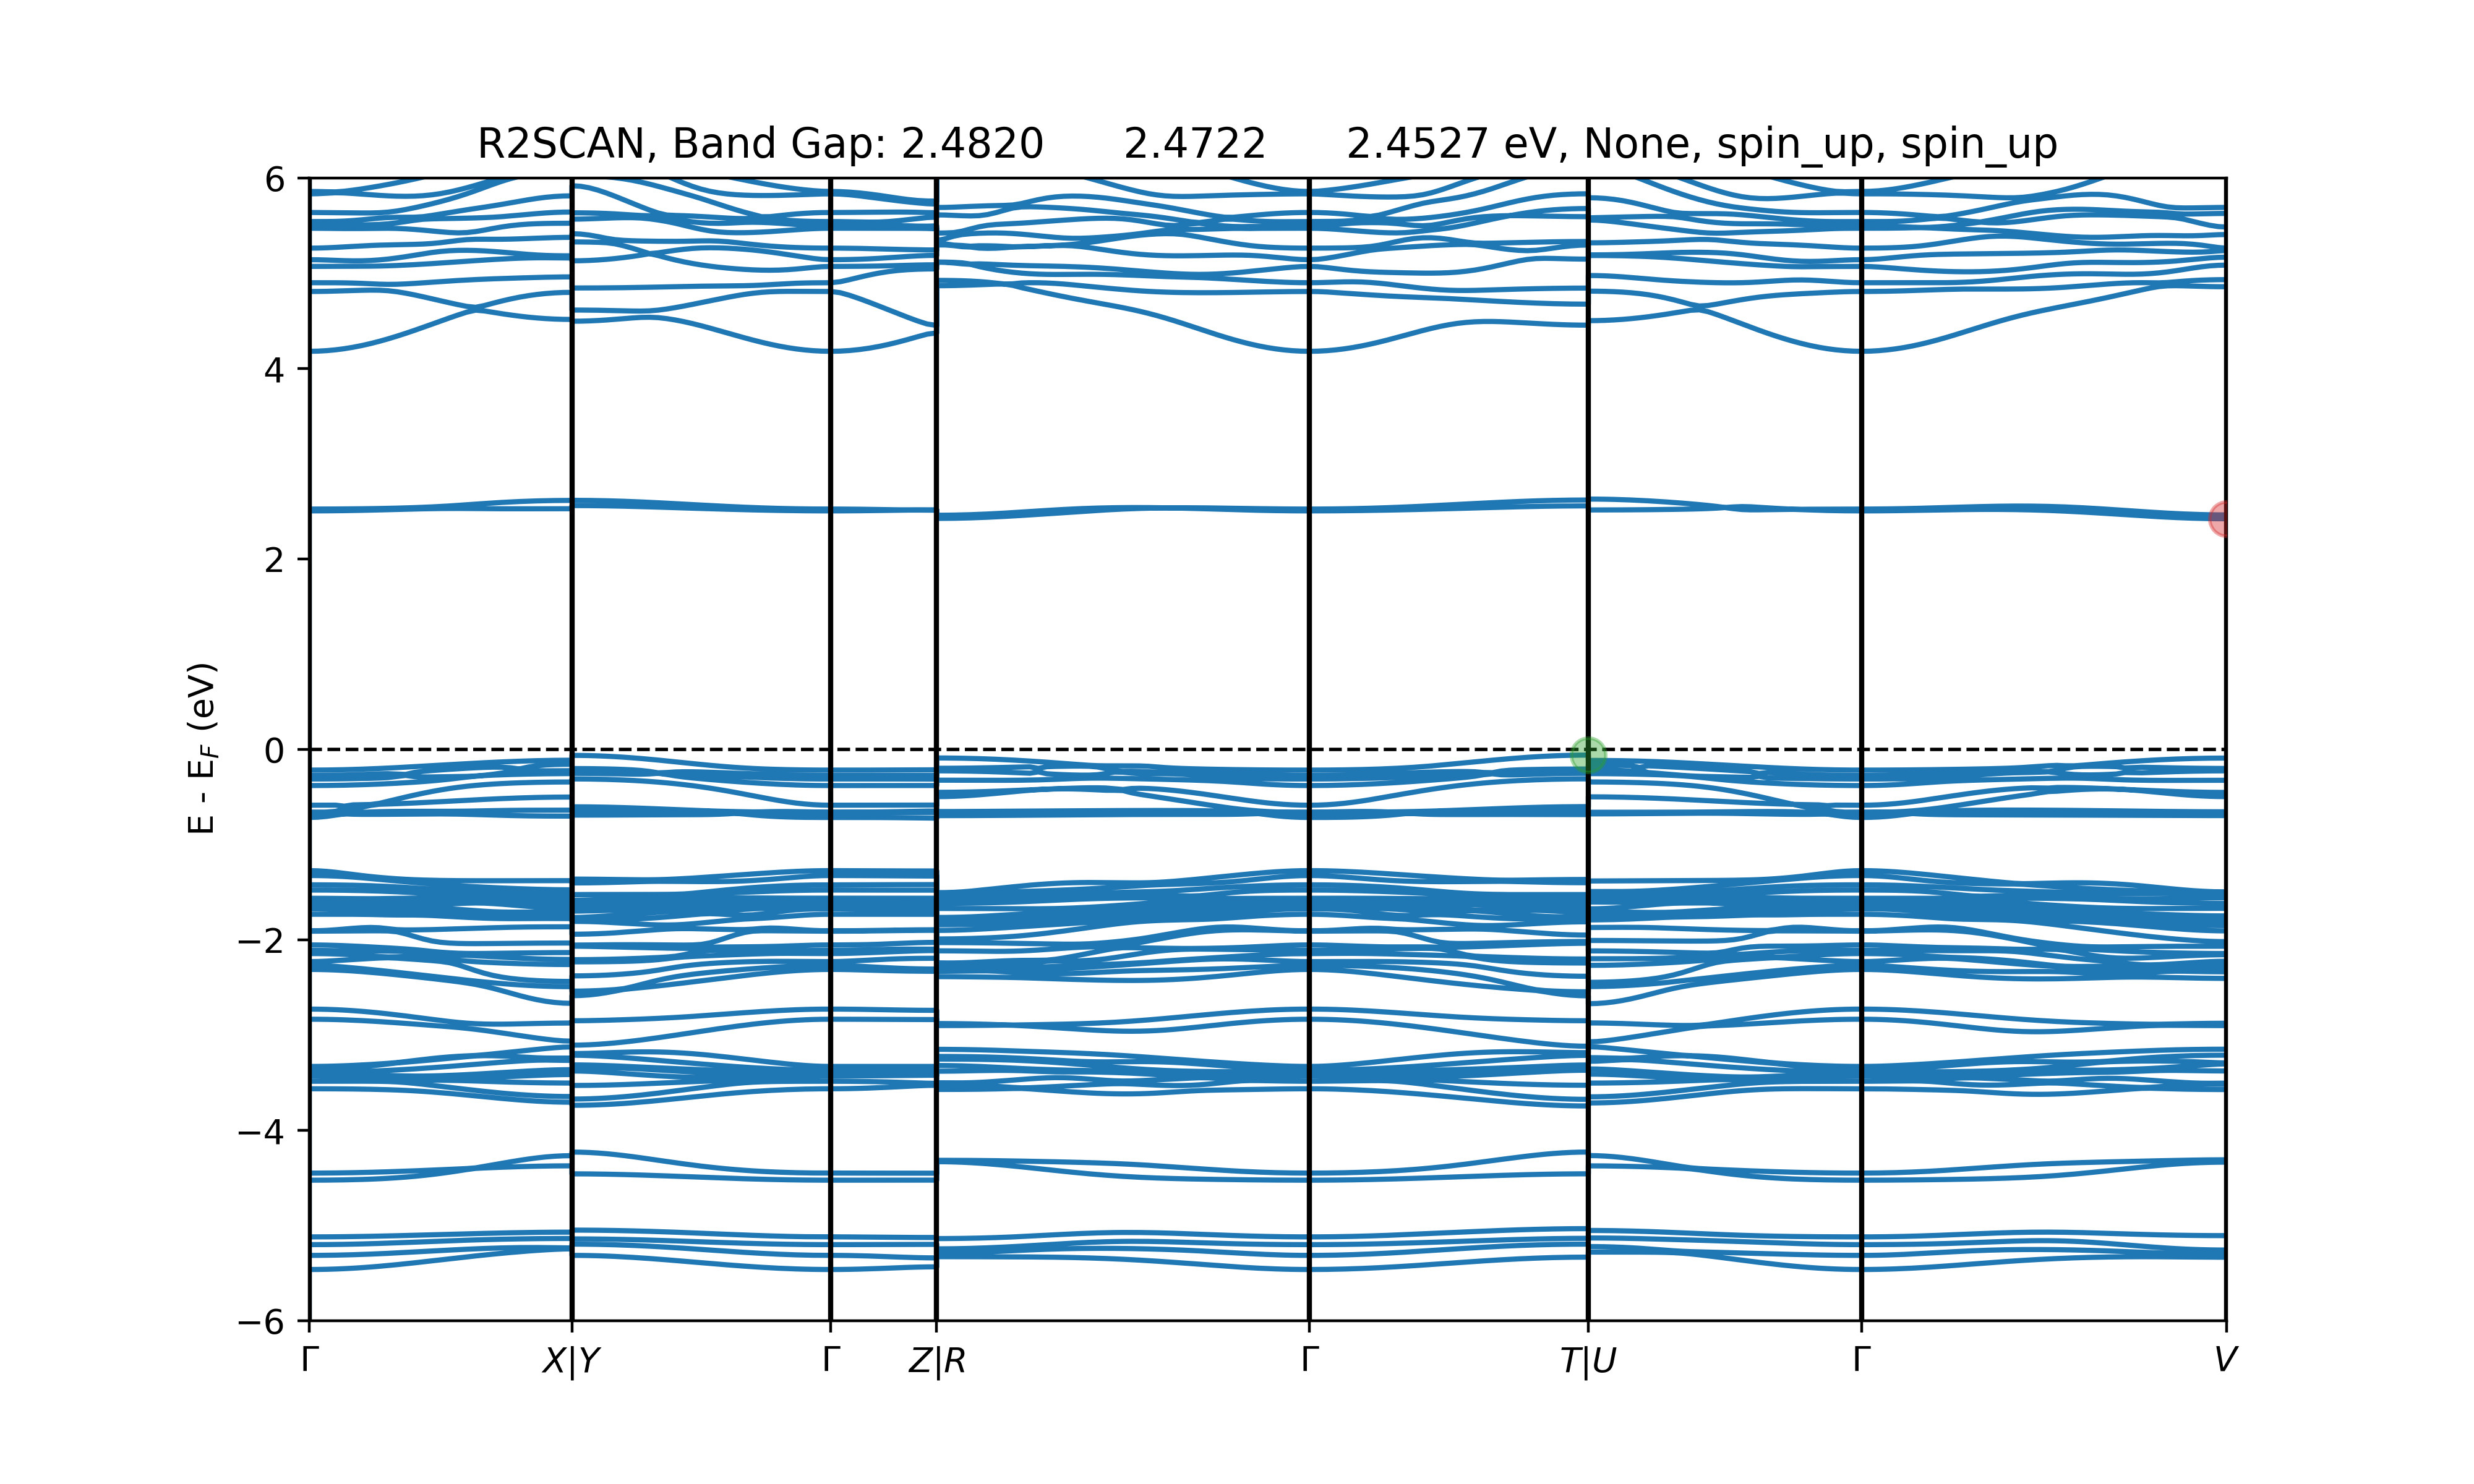 R2SCAN, Band Gap: 2.4820 2.4722 2.4527 eV, None, spin_up, spin_up
E - E_F (eV)
6
4
2
0
−2
−4
−6
Γ X|Y Γ Z|R Γ T|U Γ V